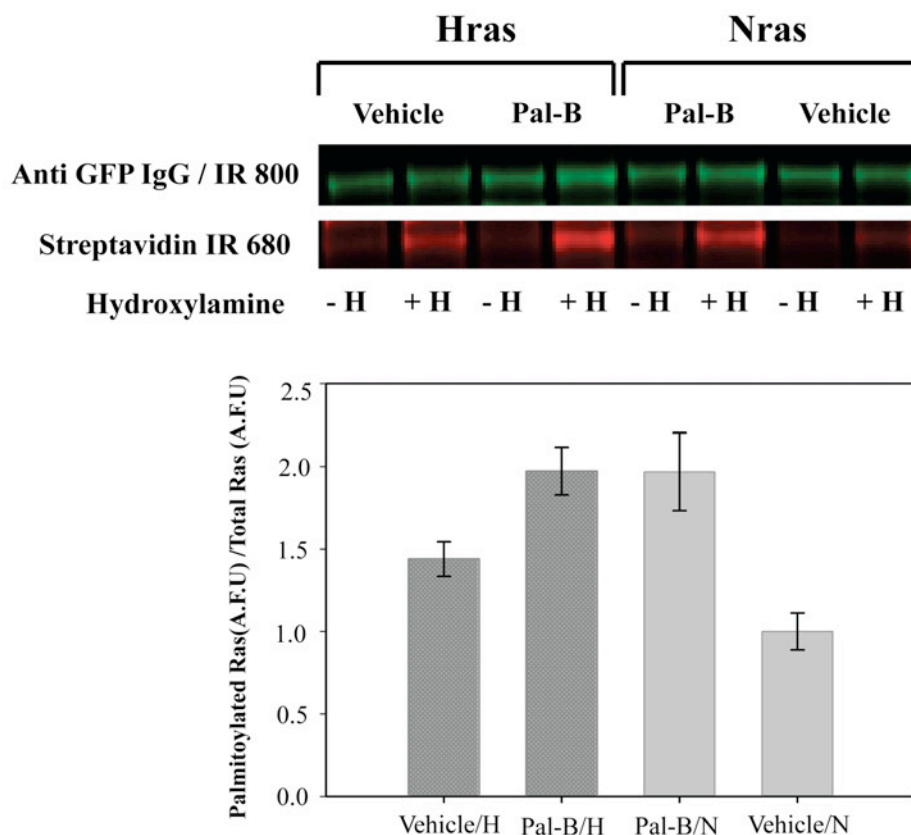 Hras Nras
Vehicle Pal-B Pal-B Vehicle
Anti GFP IgG / IR 800
Streptavidin IR 680
Hydroxylamine - H + H - H + H - H + H - H + H
Palmitoylated Ras(A.F.U) /Total Ras (A.F.U)
2.5
2.0
1.5
1.0
0.5
0.0
Vehicle/H Pal-B/H Pal-B/N Vehicle/N